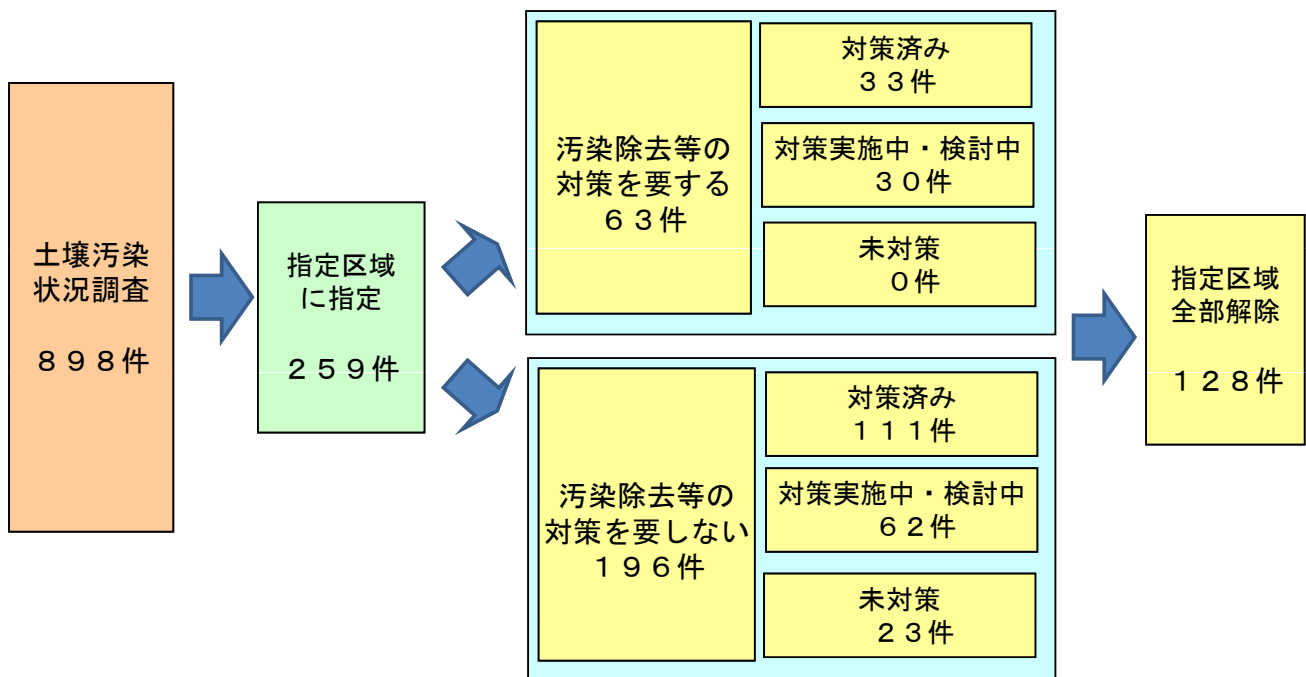 土壌汚染
状況調査
８９８件
指定区域
に指定
２５９件
汚染除去等の
対策を要する
６３件
対策済み
３３件
対策実施中・検討中
３０件
未対策
０件
汚染除去等の
対策を要しない
１９６件
対策済み
１１１件
対策実施中・検討中
６２件
未対策
２３件
指定区域
全部解除
１２８件